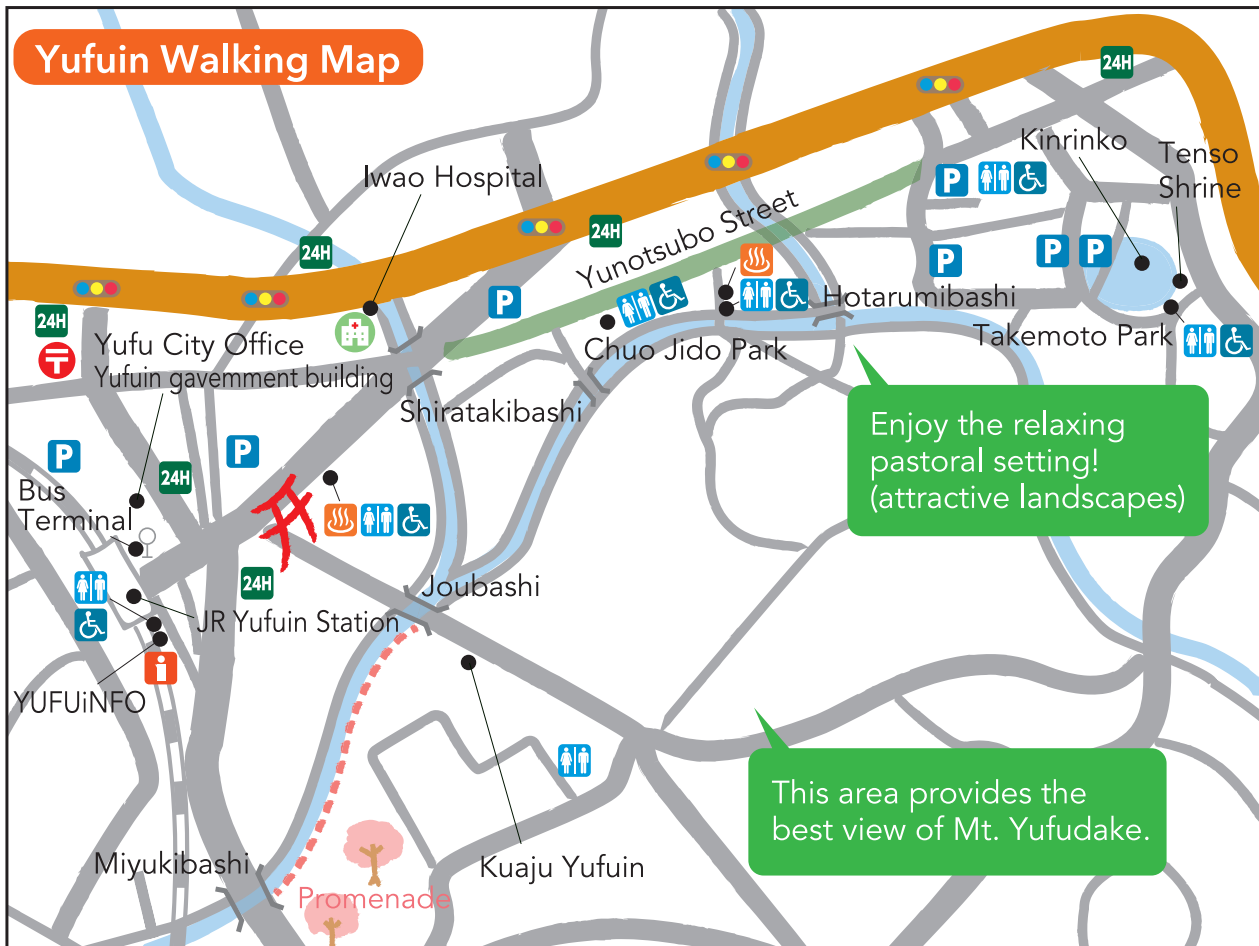 Yufuin Walking Map
24H
Kinrinko
Tenso
Shrine
Iwao Hospital
P
24H
24H
Yunotsubo Street
P
P
P
P
24H
Hotarumibashi
〒
Yufu City Office
Yufuin gavemment building
Chuo Jido Park
Takemoto Park
Shiratakibashi
Enjoy the relaxing
pastoral setting!
(attractive landscapes)
P
P
24H
Bus
Terminal
24H
Joubashi
JR Yufuin Station
YUFUiNFO
This area provides the
best view of Mt. Yufudake.
Miyukibashi
Kuaju Yufuin
Promenade